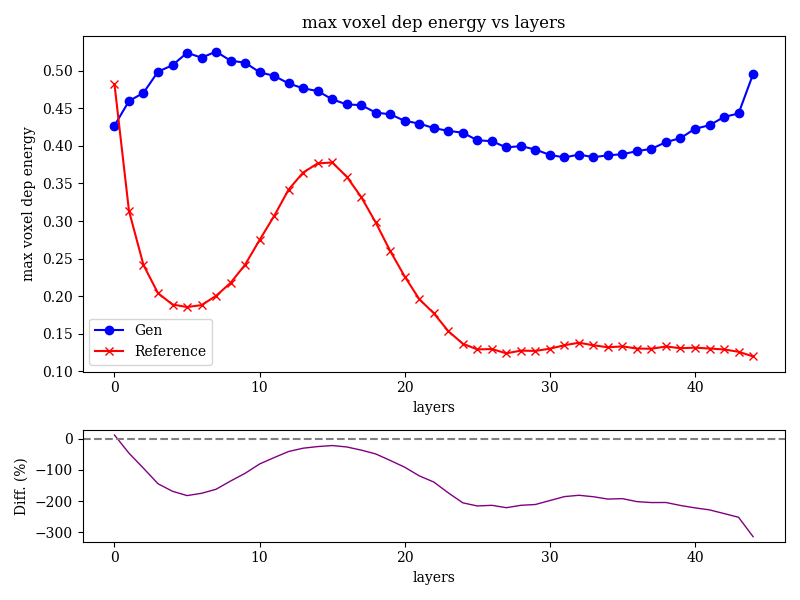 max voxel dep energy vs layers
max voxel dep energy
0.50
0.45
0.40
0.35
0.30
0.25
0.20
0.15
0.10
Gen
Reference
0 10 20 30 40
layers
Diff. (%)
0
−100
−200
−300
0 10 20 30 40
layers